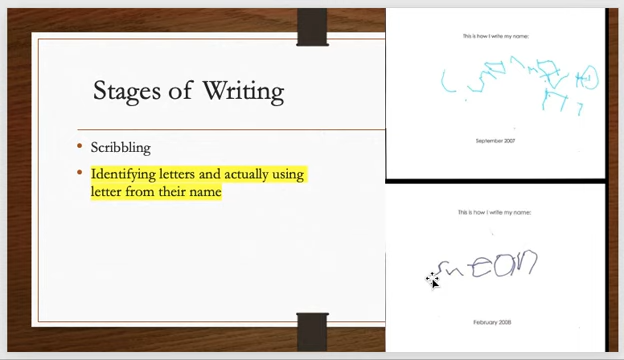 Stages of Writing
Scribbling
Identifying letters and actually using
letter from their name
This is how I write my name:
September 2007
This is how I write my name:
February 2008